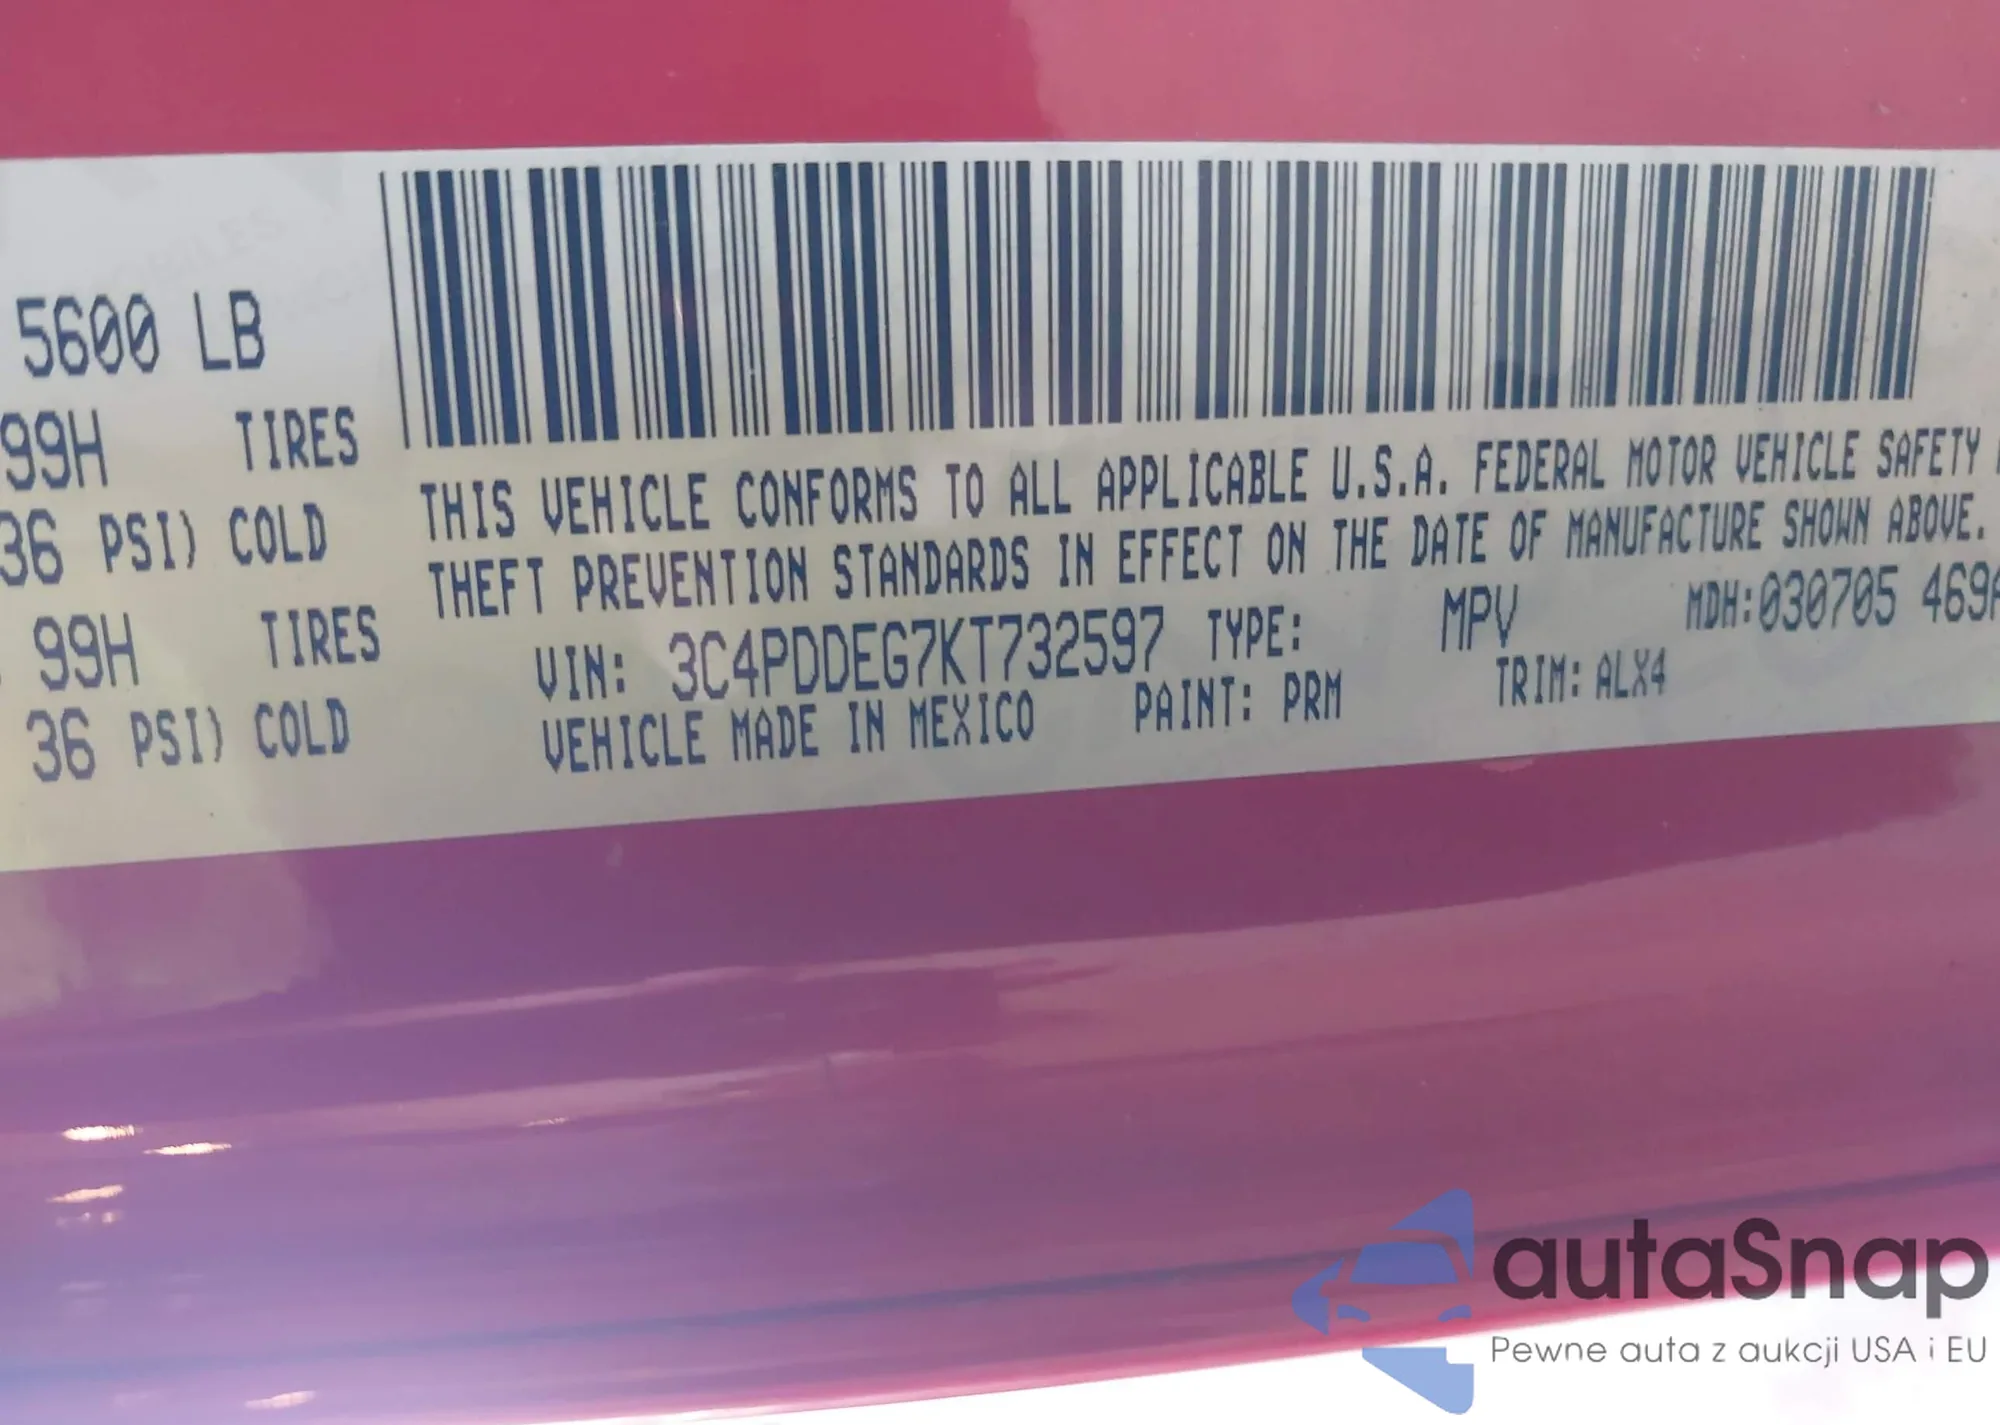 5600 LB
99H TIRES
36 PSI) COLD
99H TIRES
36 PSI) COLD
THIS VEHICLE CONFORMS TO ALL APPLICABLE U.S.A. FEDERAL MOTOR VEHICLE SAFETY
THEFT PREVENTION STANDARDS IN EFFECT ON THE DATE OF MANUFACTURE SHOWN ABOVE.
VIN: 3C4PDDEG7KT732597 TYPE: MPV MDH:030705 469
VEHICLE MADE IN MEXICO PAINT: PRM TRIM: ALX4
autaSnap
Pewne auta z aukcji USA i EU